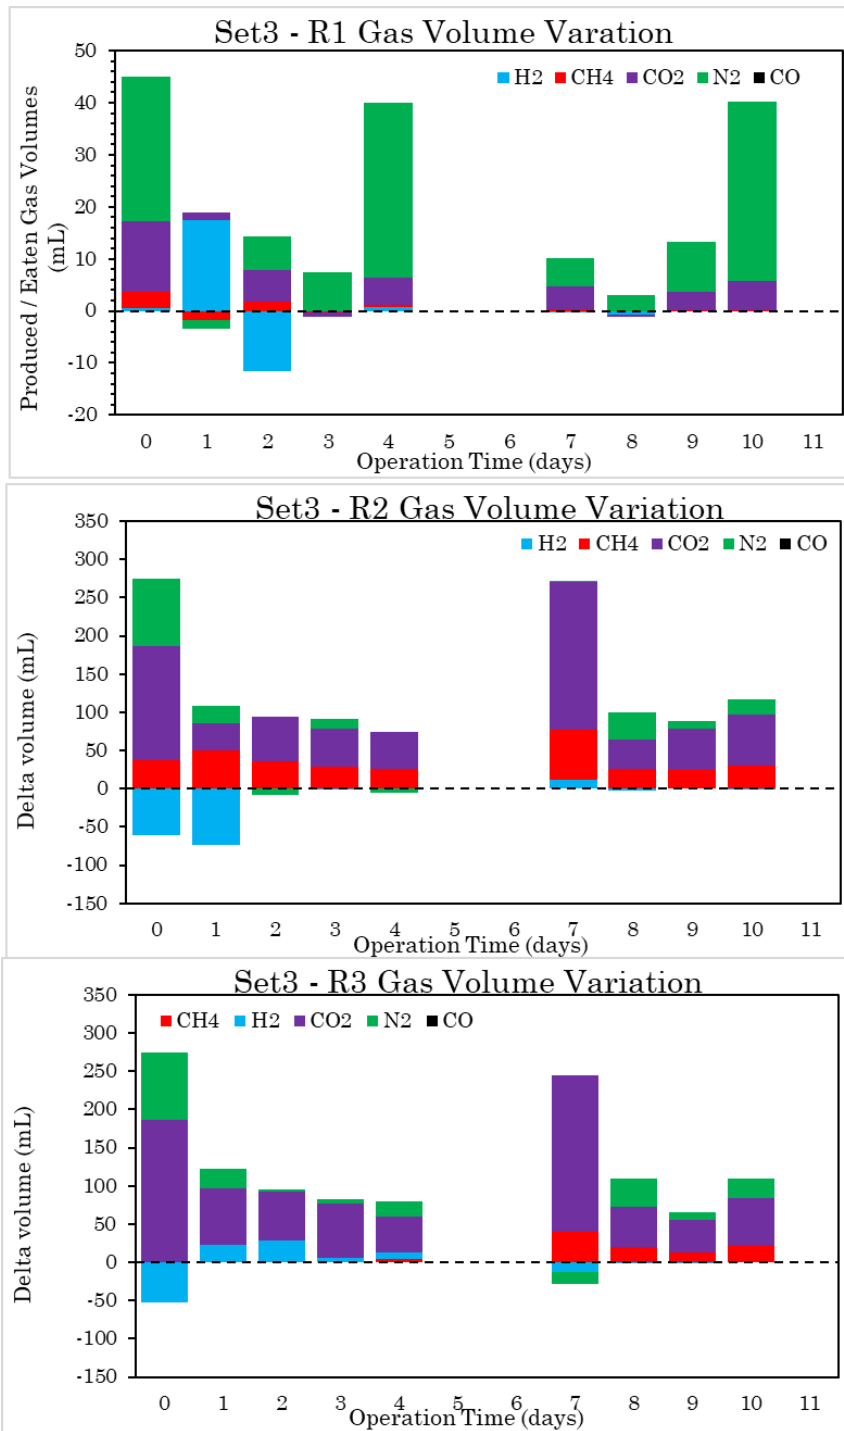 Set3 - R1 Gas Volume Varation
H2 CH4 CO2 N2 CO
Produced / Eaten Gas Volumes
(mL)
50
40
30
20
10
0
-10
-20
0 1 2 3 4 5 6 7 8 9 10 11
Operation Time (days)
Set3 - R2 Gas Volume Variation
H2 CH4 CO2 N2 CO
Delta volume (mL)
350
300
250
200
150
100
50
0
-50
-100
-150
0 1 2 3 4 5 6 7 8 9 10 11
Operation Time (days)
Set3 - R3 Gas Volume Variation
CH4 H2 CO2 N2 CO
Delta volume (mL)
350
300
250
200
150
100
50
0
-50
-100
-150
0 1 2 3 4 5 6 7 8 9 10 11
Operation Time (days)